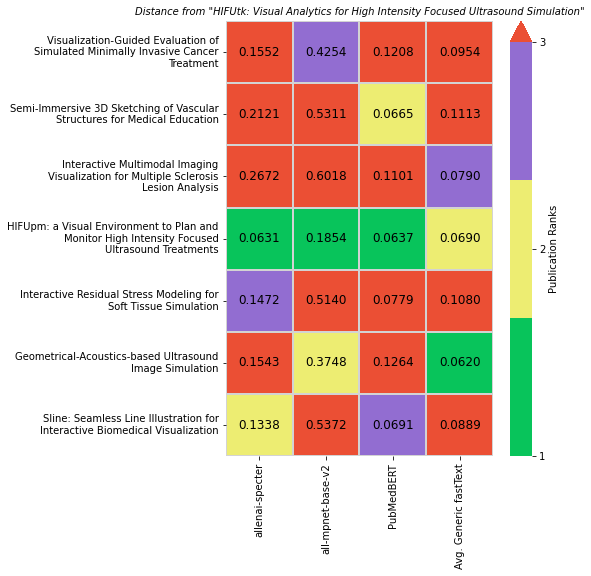 Distance from "HIFUtk: Visual Analytics for High Intensity Focused Ultrasound Simulation"
Visualization-Guided Evaluation of
Simulated Minimally Invasive Cancer
Treatment
0.1552 0.4254 0.1208 0.0954
Semi-Immersive 3D Sketching of Vascular
Structures for Medical Education
0.2121 0.5311 0.0665 0.1113
Interactive Multimodal Imaging
Visualization for Multiple Sclerosis
Lesion Analysis
0.2672 0.6018 0.1101 0.0790
HIFUpm: a Visual Environment to Plan and
Monitor High Intensity Focused
Ultrasound Treatments
0.0631 0.1854 0.0637 0.0690
Interactive Residual Stress Modeling for
Soft Tissue Simulation
0.1472 0.5140 0.0779 0.1080
Geometrical-Acoustics-based Ultrasound
Image Simulation
0.1543 0.3748 0.1264 0.0620
Sline: Seamless Line Illustration for
Interactive Biomedical Visualization
0.1338 0.5372 0.0691 0.0889
allenai-specter
all-mpnet-base-v2
PubMedBERT
Avg. Generic fastText
3
2
1
Publication Ranks